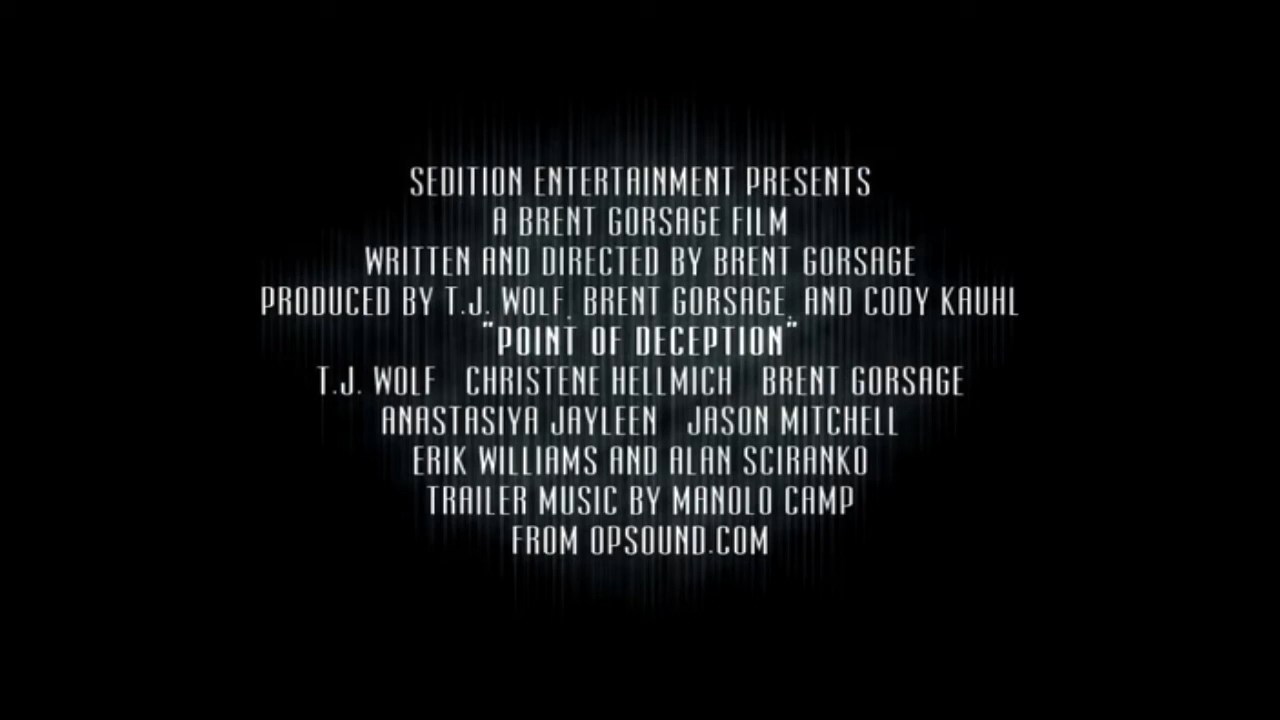 SEDITION ENTERTAINMENT PRESENTS
A BRENT GORSAGE FILM
WRITTEN AND DIRECTED BY BRENT GORSAGE
PRODUCED BY T.J. WOLF, BRENT GORSAGE, AND CODY KAUHL
"POINT OF DECEPTION"
T.J. WOLF CHRISTENE HELLMICH BRENT GORSAGE
ANASTASIYA JAYLEEN JASON MITCHELL
ERIK WILLIAMS AND ALAN SCIRANKO
TRAILER MUSIC BY MANOLO CAMP
FROM OPSOUND.COM